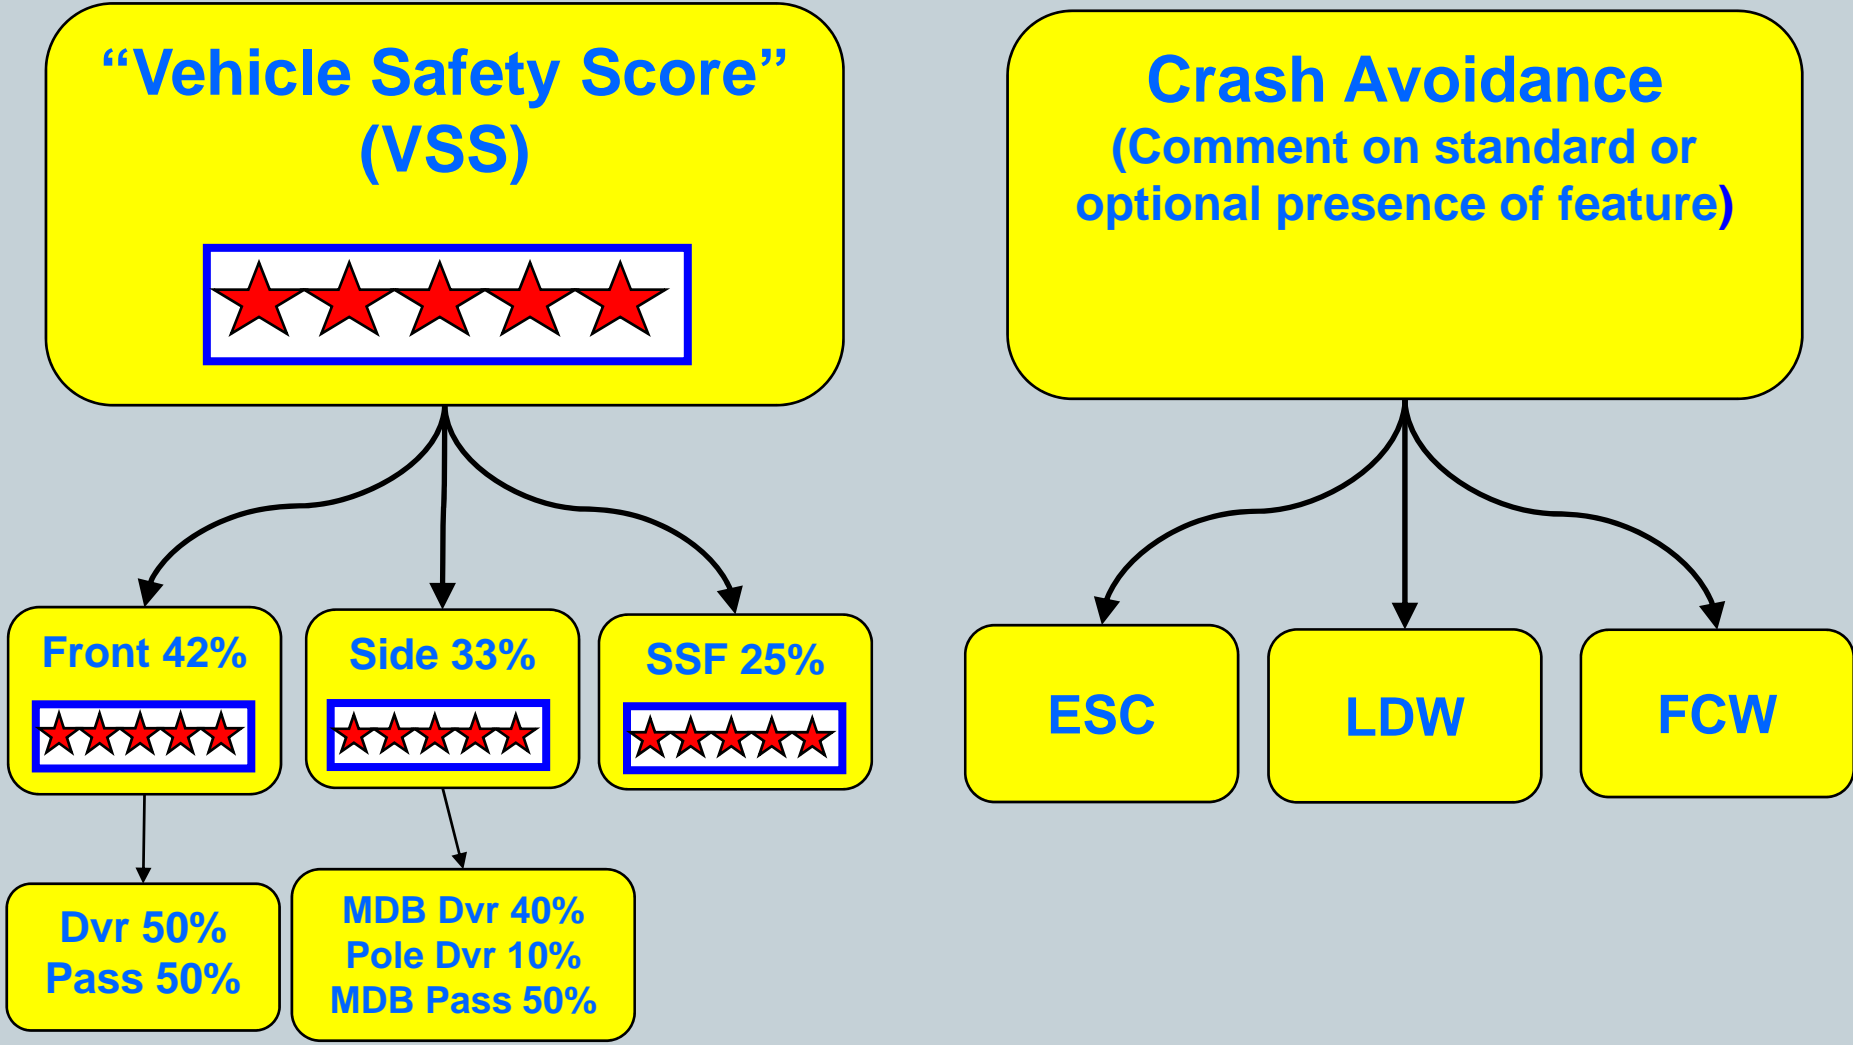 “Vehicle Safety Score”
(VSS)
Crash Avoidance
(Comment on standard or
optional presence of feature)
Front 42%
Side 33%
SSF 25%
ESC
LDW
FCW
Dvr 50%
Pass 50%
MDB Dvr 40%
Pole Dvr 10%
MDB Pass 50%